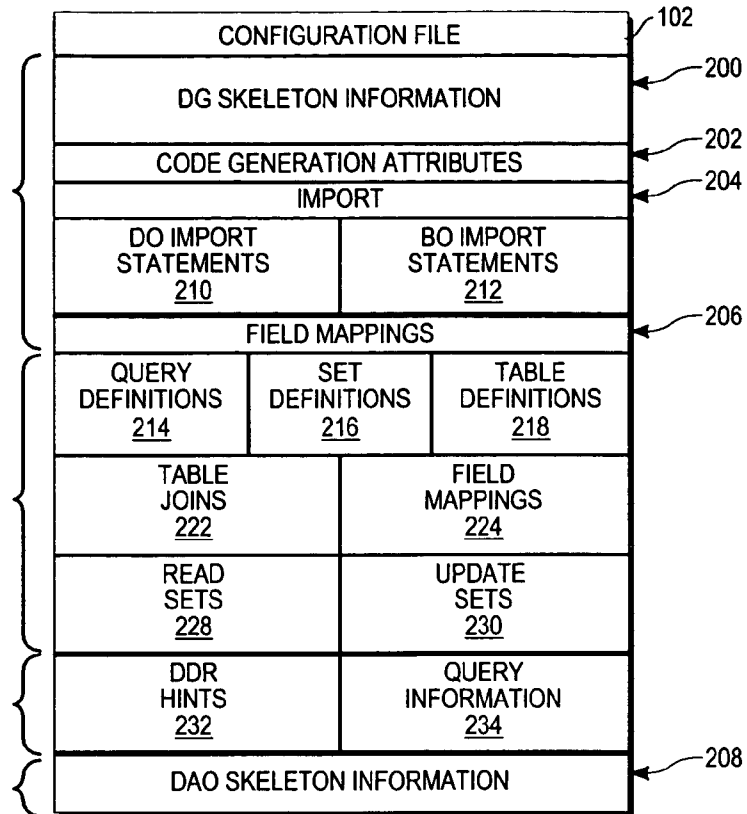 CONFIGURATION FILE
102
DG SKELETON INFORMATION
200
CODE GENERATION ATTRIBUTES
202
IMPORT
204
DO IMPORT
STATEMENTS
210
BO IMPORT
STATEMENTS
212
FIELD MAPPINGS
206
QUERY
DEFINITIONS
214
SET
DEFINITIONS
216
TABLE
DEFINITIONS
218
TABLE
JOINS
222
FIELD
MAPPINGS
224
READ
SETS
228
UPDATE
SETS
230
DDR
HINTS
232
QUERY
INFORMATION
234
DAO SKELETON INFORMATION
208